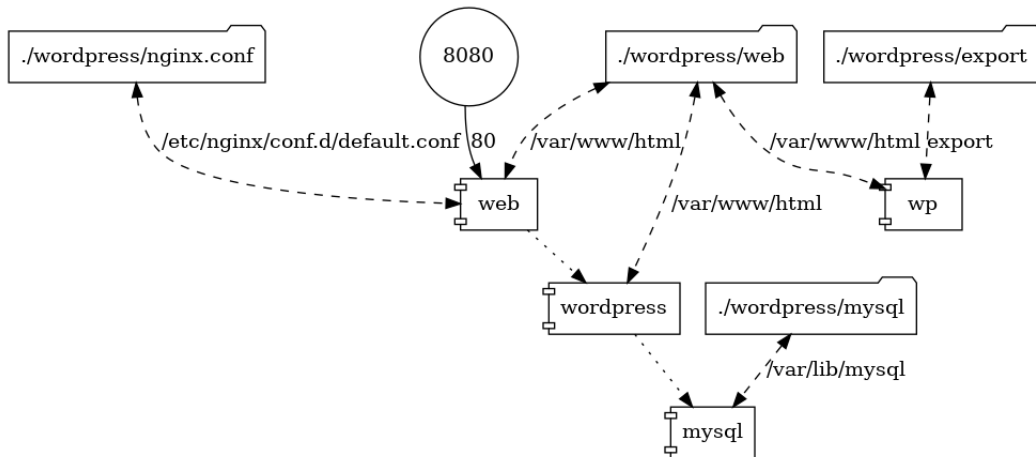 ./wordpress/nginx.conf
8080
./wordpress/web
./wordpress/export
/etc/nginx/conf.d/default.conf
80
/var/www/html
/var/www/html
export
web
/var/www/html
wp
wordpress
./wordpress/mysql
/var/lib/mysql
mysql